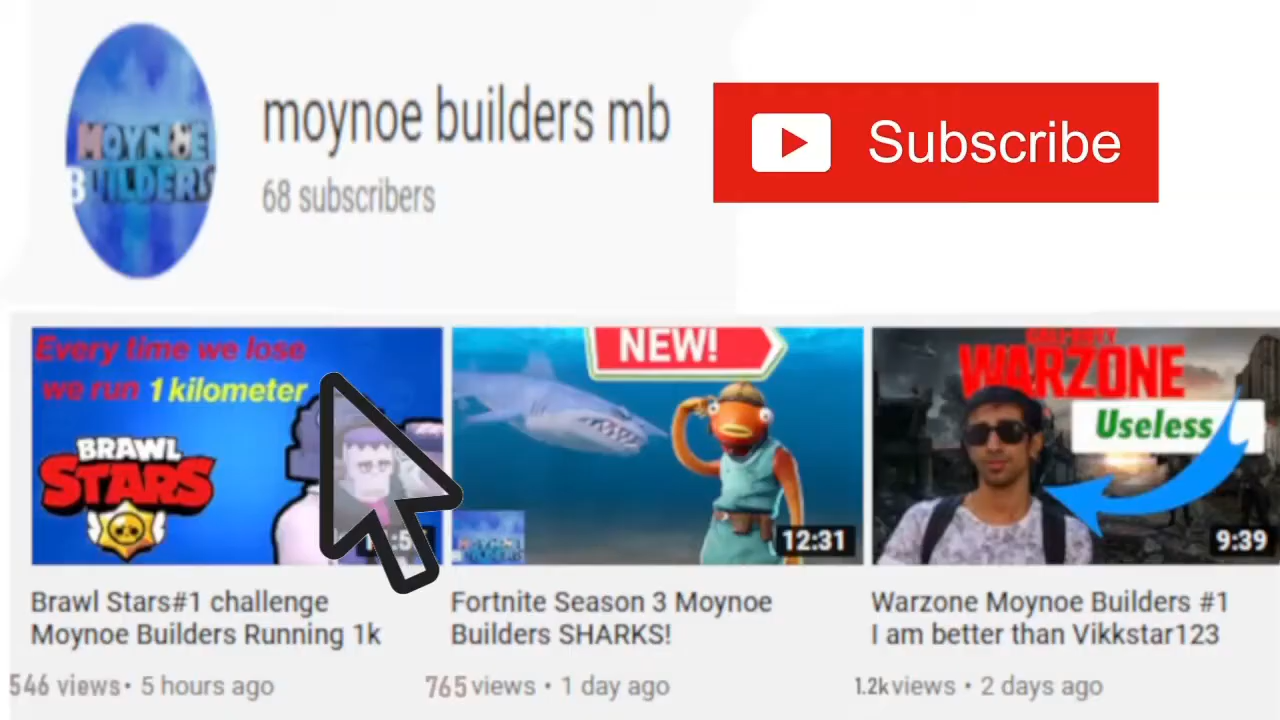 MOYNOE
BUILDERS
moynoe builders mb
68 subscribers
Subscribe
Every time we lose
we run 1 kilometer
BRAWL
STARS
NEW!
12:31
WARZONE
Useless
9:39
Brawl Stars#1 challenge
Moynoe Builders Running 1k
546 views • 5 hours ago
Fortnite Season 3 Moynoe
Builders SHARKS!
765 views • 1 day ago
Warzone Moynoe Builders #1
I am better than Vikkstar123
1.2k views • 2 days ago